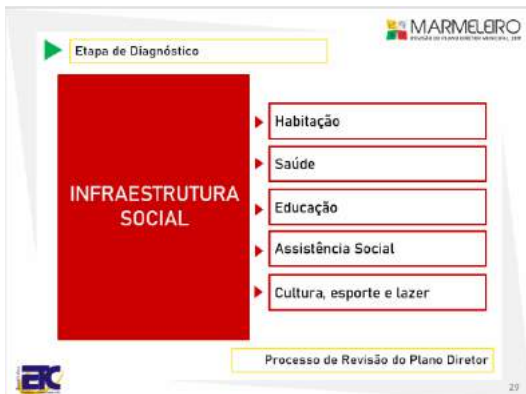 MARMELEIRO
Etapa de Diagnóstico
INFRAESTRUTURA
SOCIAL
Habitação
Saúde
Educação
Assistência Social
Cultura, esporte e lazer
Processo de Revisão do Plano Diretor
29